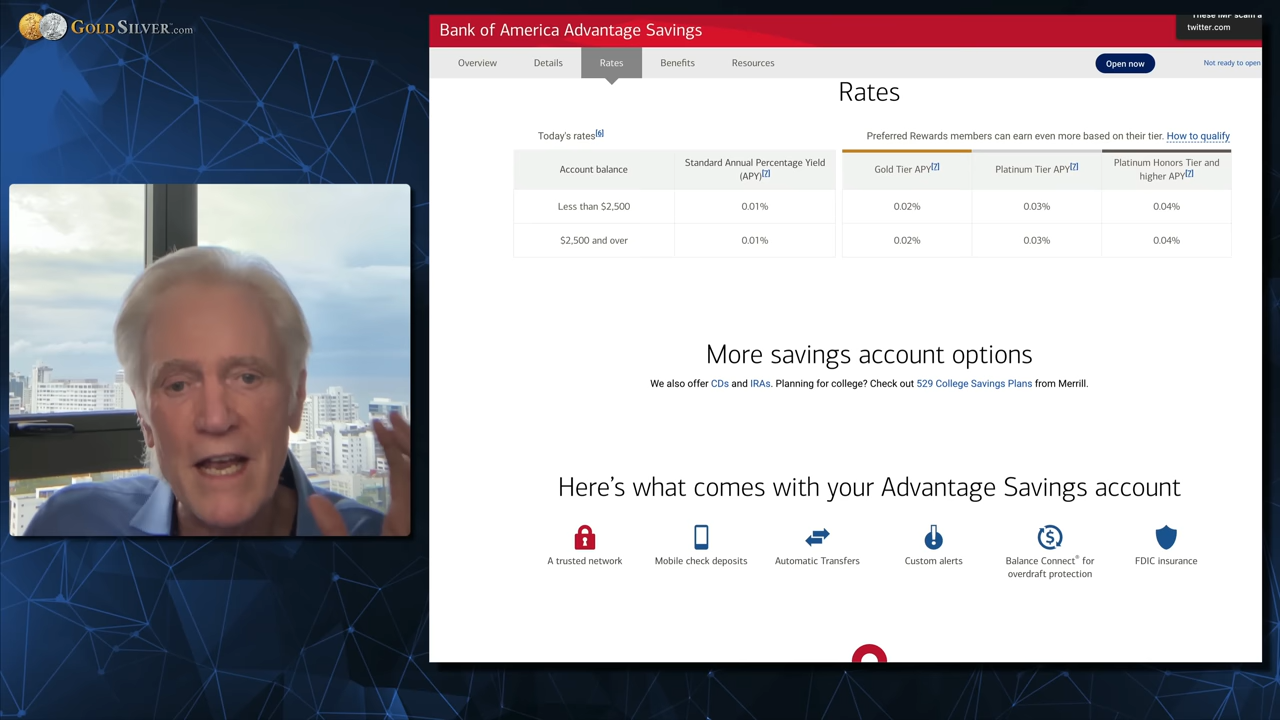 GOLDSILVER.com
Bank of America Advantage Savings
twitter.com
Overview
Details
Rates
Benefits
Resources
Open now
Not ready to open
Rates
Today's rates[6]
Preferred Rewards members can earn even more based on their tier. How to qualify
Account balance
Standard Annual Percentage Yield
(APY)[7]
Gold Tier APY[7]
Platinum Tier APY[7]
Platinum Honors Tier and
higher APY[7]
Less than $2,500
0.01%
0.02%
0.03%
0.04%
$2,500 and over
0.01%
0.02%
0.03%
0.04%
More savings account options
We also offer CDs and IRAs. Planning for college? Check out 529 College Savings Plans from Merrill.
Here's what comes with your Advantage Savings account
A trusted network
Mobile check deposits
Automatic Transfers
Custom alerts
Balance Connect® for
overdraft protection
FDIC insurance